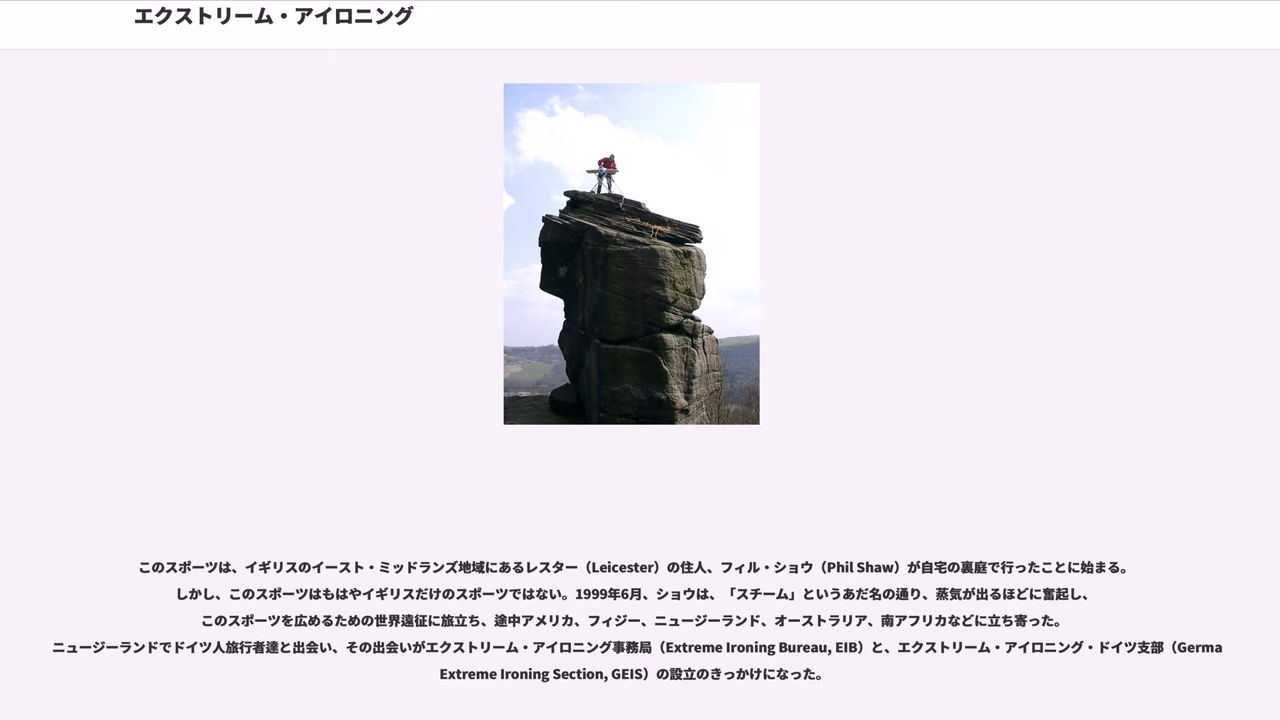 エクストリーム・アイロニング
このスポーツは、イギリスのイースト・ミッドランズ地域にあるレスター（Leicester）の住人、フィル・ショウ（Phil Shaw）が自宅の裏庭で行ったことに始まる。
しかし、このスポーツはもはやイギリスだけのスポーツではない。1999年6月、ショウは、「スチーム」というあだ名の通り、蒸気が出るほどに奮起し、
このスポーツを広めるための世界遠征に旅立ち、途中アメリカ、フィジー、ニュージーランド、オーストラリア、南アフリカなどに立ち寄った。
ニュージーランドでドイツ人旅行者達と出会い、その出会いがエクストリーム・アイロニング事務局（Extreme Ironing Bureau, EIB）と、エクストリーム・アイロニング・ドイツ支部（Germa
Extreme Ironing Section, GEIS）の設立のきっかけになった。